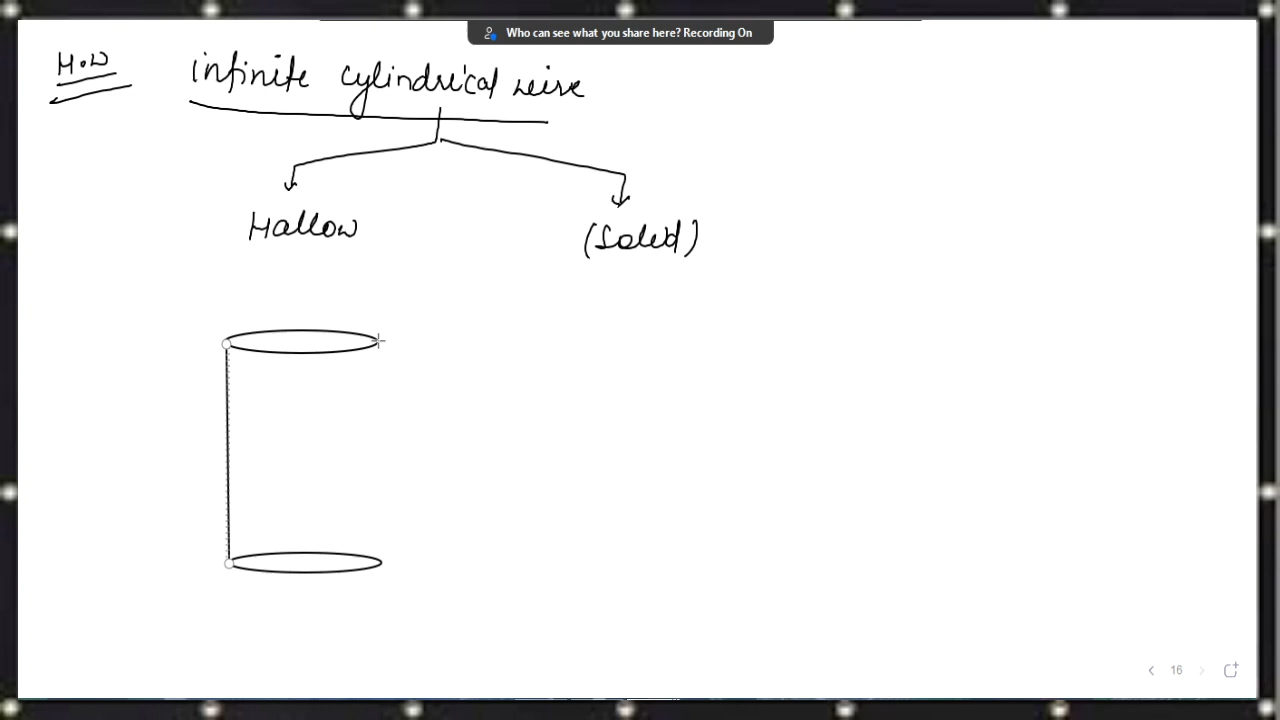 Who can see what you share here? Recording On
H.W
infinite cylindrical wire
Hallow
(Solid)
16